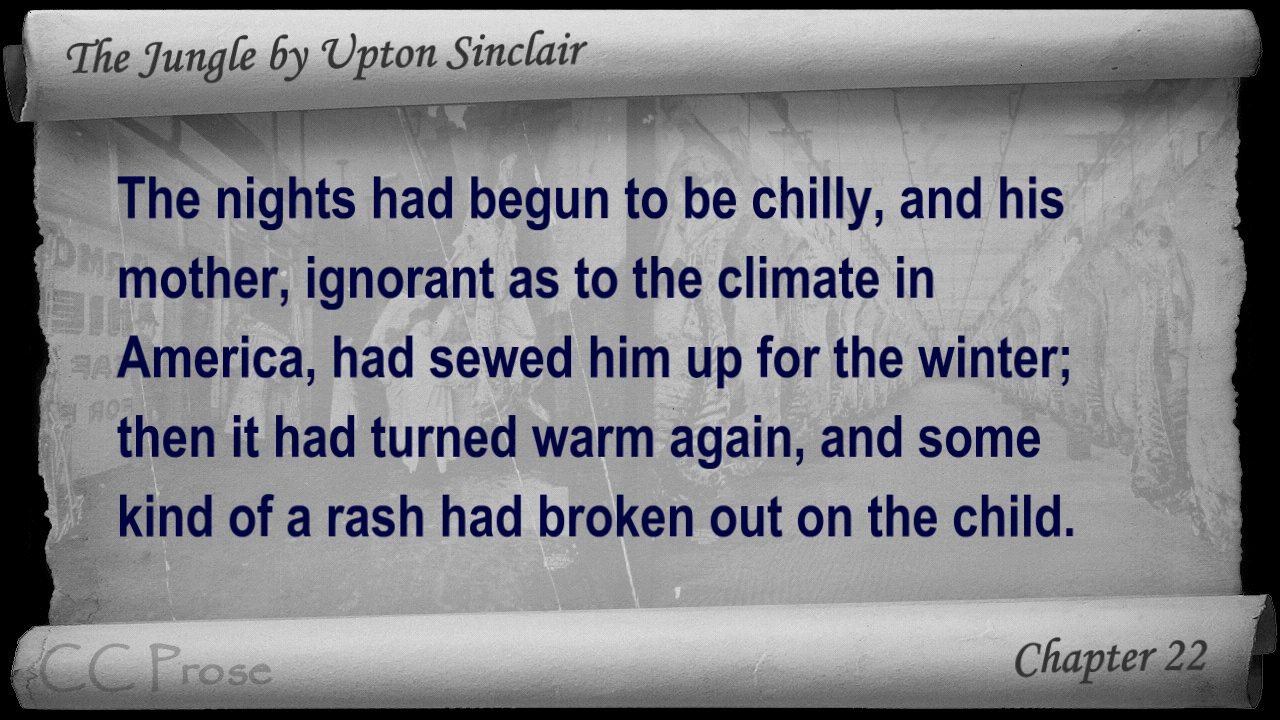 The Jungle by Upton Sinclair
The nights had begun to be chilly, and his
mother, ignorant as to the climate in
America, had sewed him up for the winter;
then it had turned warm again, and some
kind of a rash had broken out on the child.
CC Prose
Chapter 22